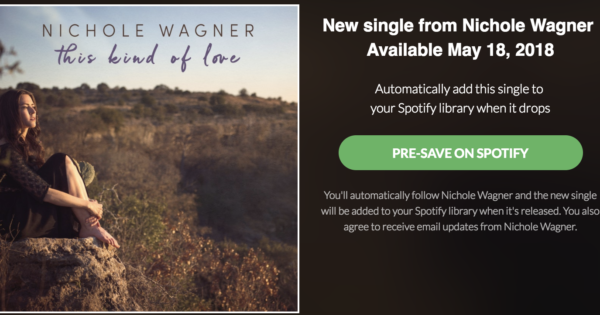 NICHOLE WAGNER
this kind of love
New single from Nichole Wagner
Available May 18, 2018
Automatically add this single to
your Spotify library when it drops
PRE-SAVE ON SPOTIFY
You'll automatically follow Nichole Wagner and the new single
will be added to your Spotify library when it's released. You also
agree to receive email updates from Nichole Wagner.